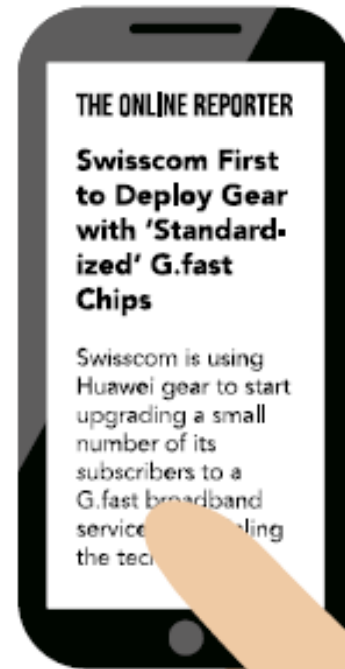 THE ONLINE REPORTER
Swisscom First
to Deploy Gear
with ‘Standard-
ized’ G.fast
Chips
Swisscom is using
Huawei gear to start
upgrading a small
number of its
subscribers to a
G.fast broadband
service
the